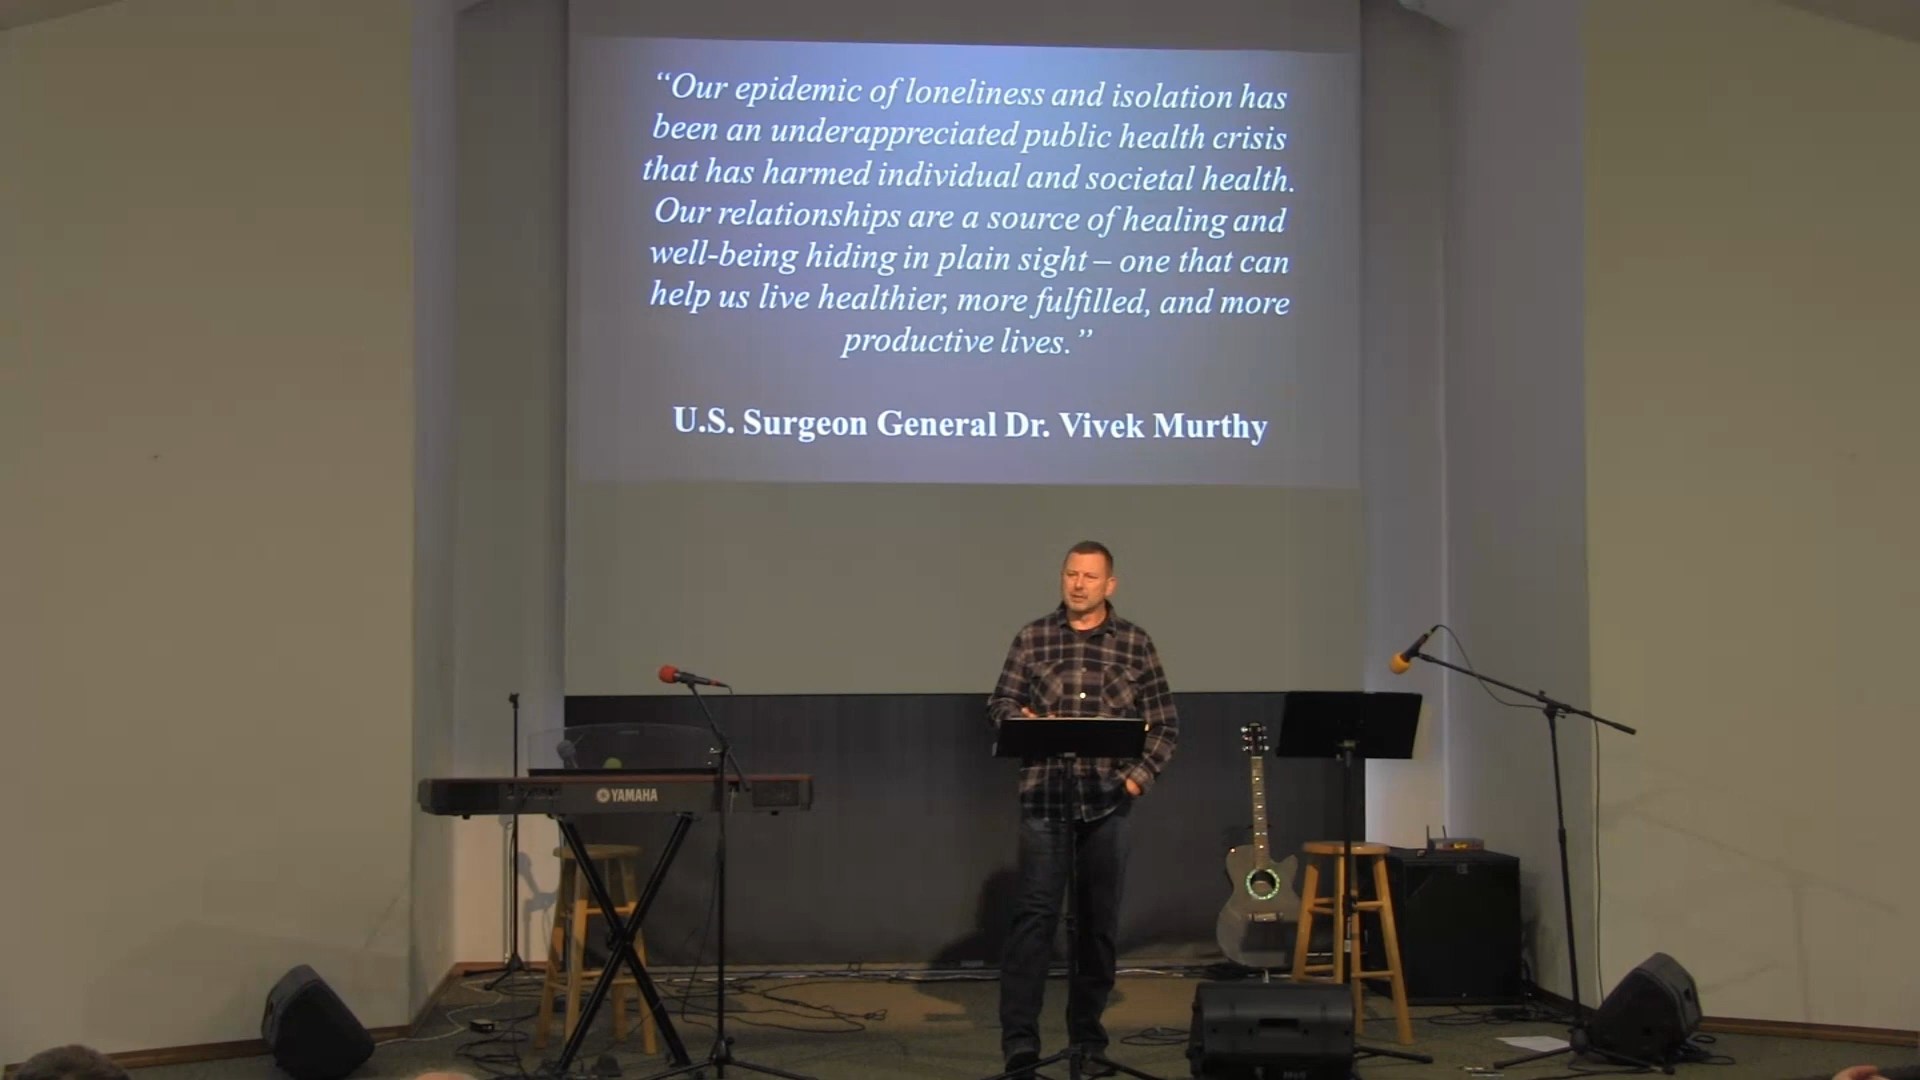 “Our epidemic of loneliness and isolation has
been an underappreciated public health crisis
that has harmed individual and societal health.
Our relationships are a source of healing and
well-being hiding in plain sight – one that can
help us live healthier, more fulfilled, and more
productive lives.”
U.S. Surgeon General Dr. Vivek Murthy
YAMAHA